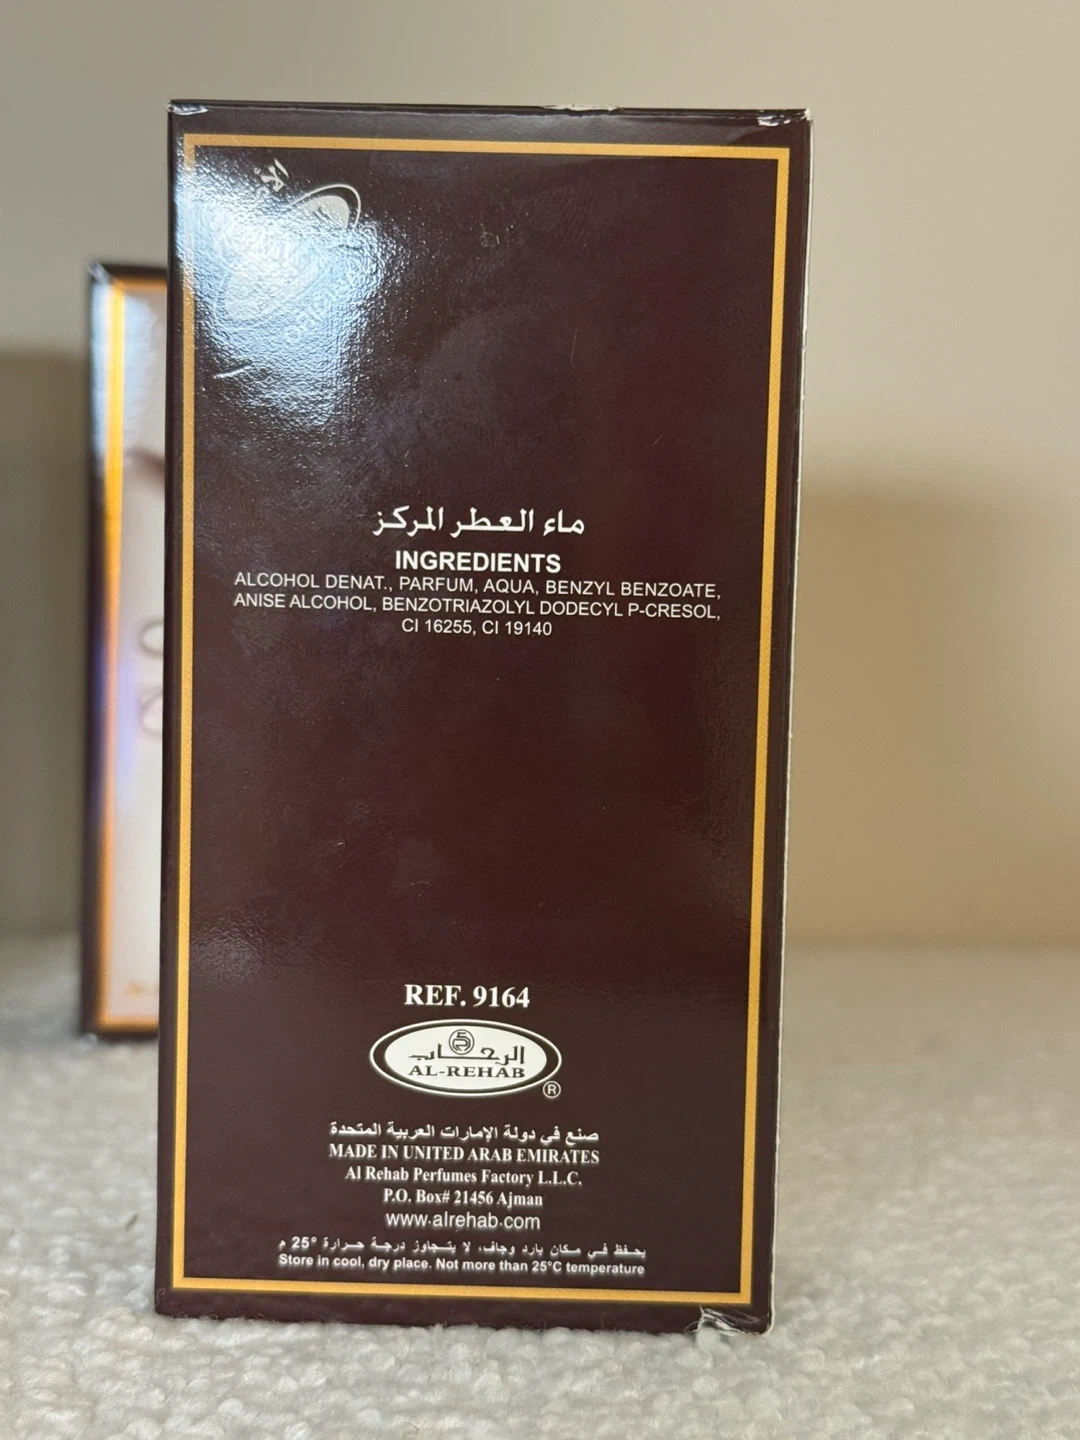 ماء العطر المركز
INGREDIENTS
ALCOHOL DENAT., PARFUM, AQUA, BENZYL BENZOATE,
ANISE ALCOHOL, BENZOTRIAZOLYL DODECYL P-CRESOL,
CI 16255, CI 19140
REF. 9164
الرحاب
AL-REHAB
®
صنع في دولة الإمارات العربية المتحدة
MADE IN UNITED ARAB EMIRATES
Al Rehab Perfumes Factory L.L.C.
P.O. Box# 21456 Ajman
www.alrehab.com
يحفظ في مكان بارد وجاف، لا يتجاوز درجة حرارة °25 م
Store in cool, dry place. Not more than 25°C temperature